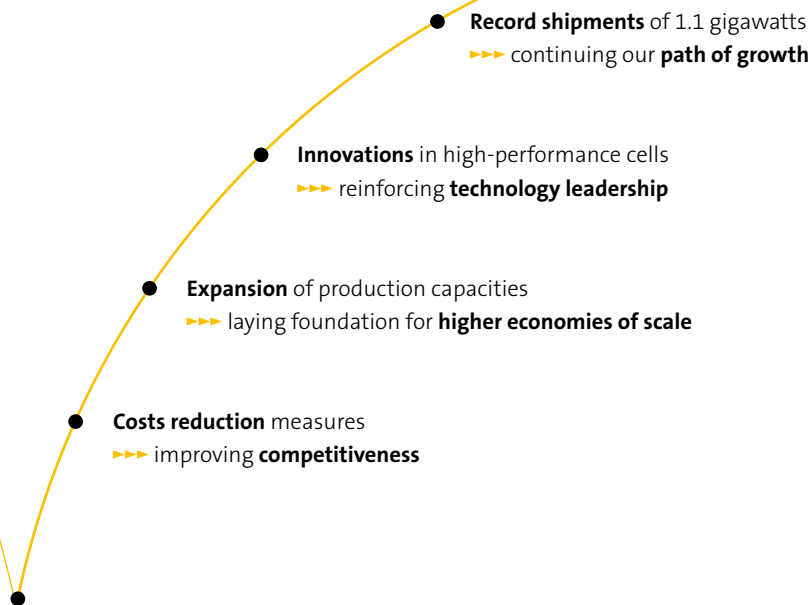 Record shipments of 1.1 gigawatts
►►► continuing our path of growth
Innovations in high-performance cells
►►► reinforcing technology leadership
Expansion of production capacities
►►► laying foundation for higher economies of scale
Costs reduction measures
►►► improving competitiveness